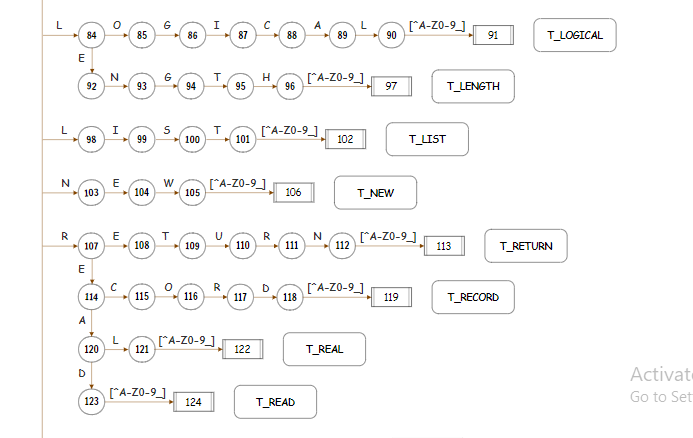 L 84 O 85 G 86 I 87 C 88 A 89 L 90 [^A-Z0-9_] 91 T_LOGICAL
E
92 N 93 G 94 T 95 H 96 [^A-Z0-9_] 97 T_LENGTH
L 98 I 99 S 100 T 101 [^A-Z0-9_] 102 T_LIST
N 103 E 104 W 105 [^A-Z0-9_] 106 T_NEW
R 107 E 108 T 109 U 110 R 111 N 112 [^A-Z0-9_] 113 T_RETURN
E
114 C 115 O 116 R 117 D 118 [^A-Z0-9_] 119 T_RECORD
A
120 L 121 [^A-Z0-9_] 122 T_REAL
D
123 [^A-Z0-9_] 124 T_READ
Activate
Go to Set